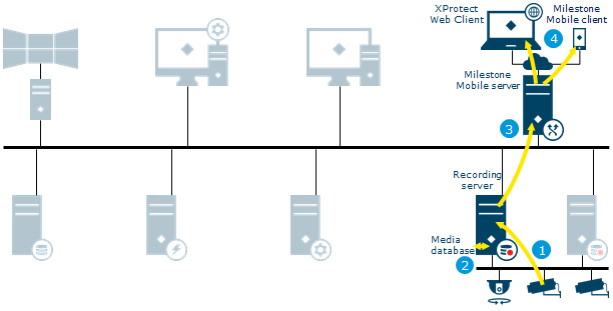 XProtect
Web Client
Milestone
Mobile client
4
Milestone
Mobile server
3
Recording
server
Media
database
1
2